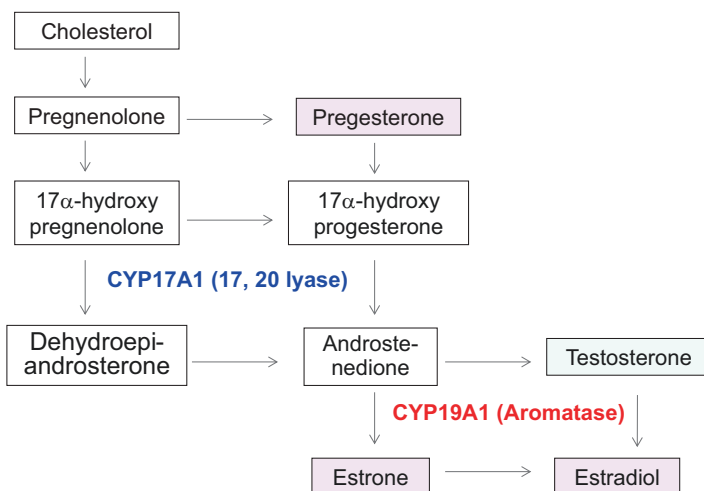 Cholesterol
Pregnenolone
Pregesterone
17α-hydroxy
pregnenolone
17α-hydroxy
progesterone
CYP17A1 (17, 20 lyase)
Dehydroepi-
androsterone
Androste-
nedione
Testosterone
CYP19A1 (Aromatase)
Estrone
Estradiol